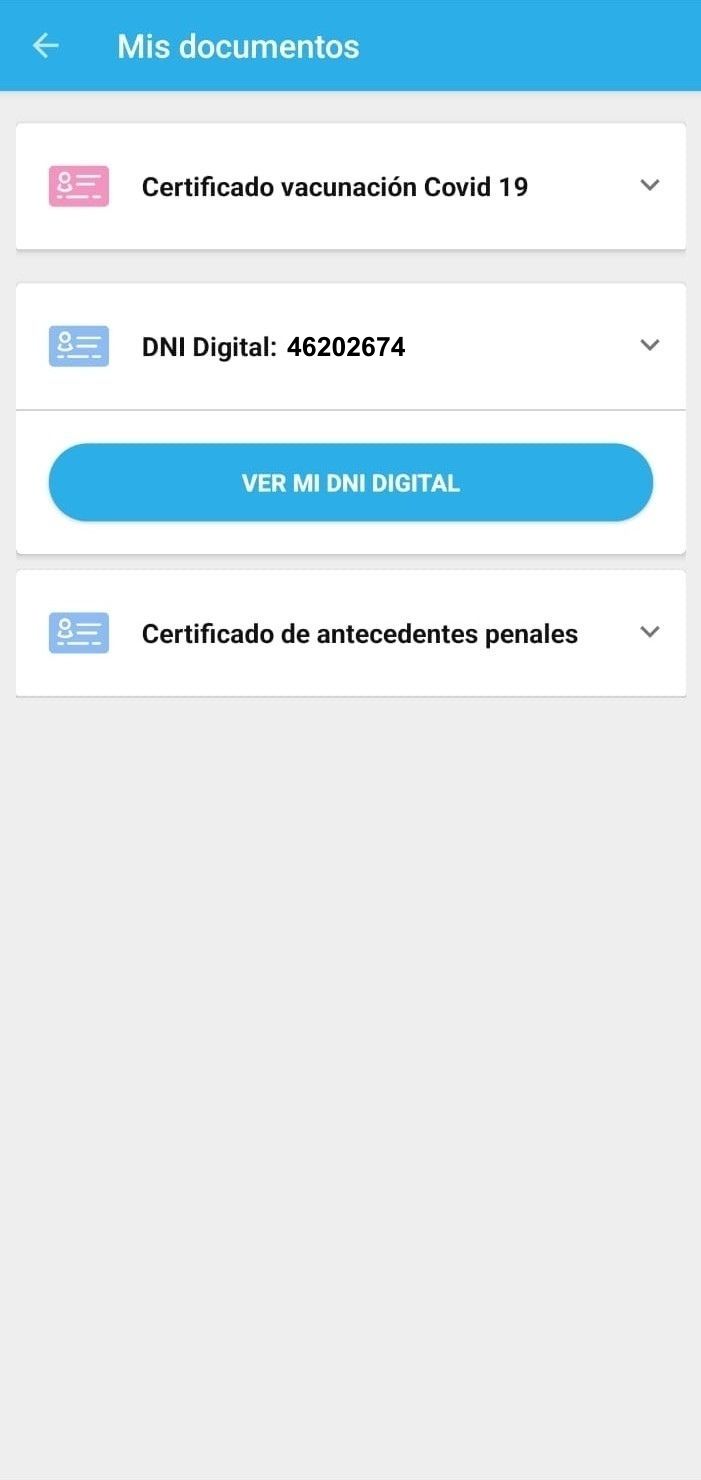 Mis documentos
Certificado vacunación Covid 19
DNI Digital: 46202674
VER MI DNI DIGITAL
Certificado de antecedentes penales